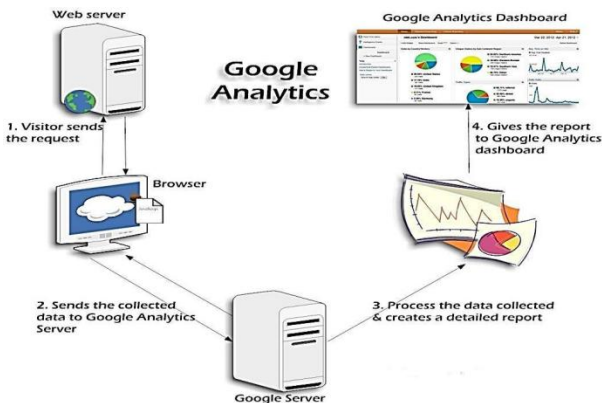 Web server
Google Analytics Dashboard
Google
Analytics
1. Visitor sends
the request
4. Gives the report
to Google Analytics
dashboard
Browser
2. Sends the collected
data to Google Analytics
Server
3. Process the data collected
& creates a detailed report
Google Server